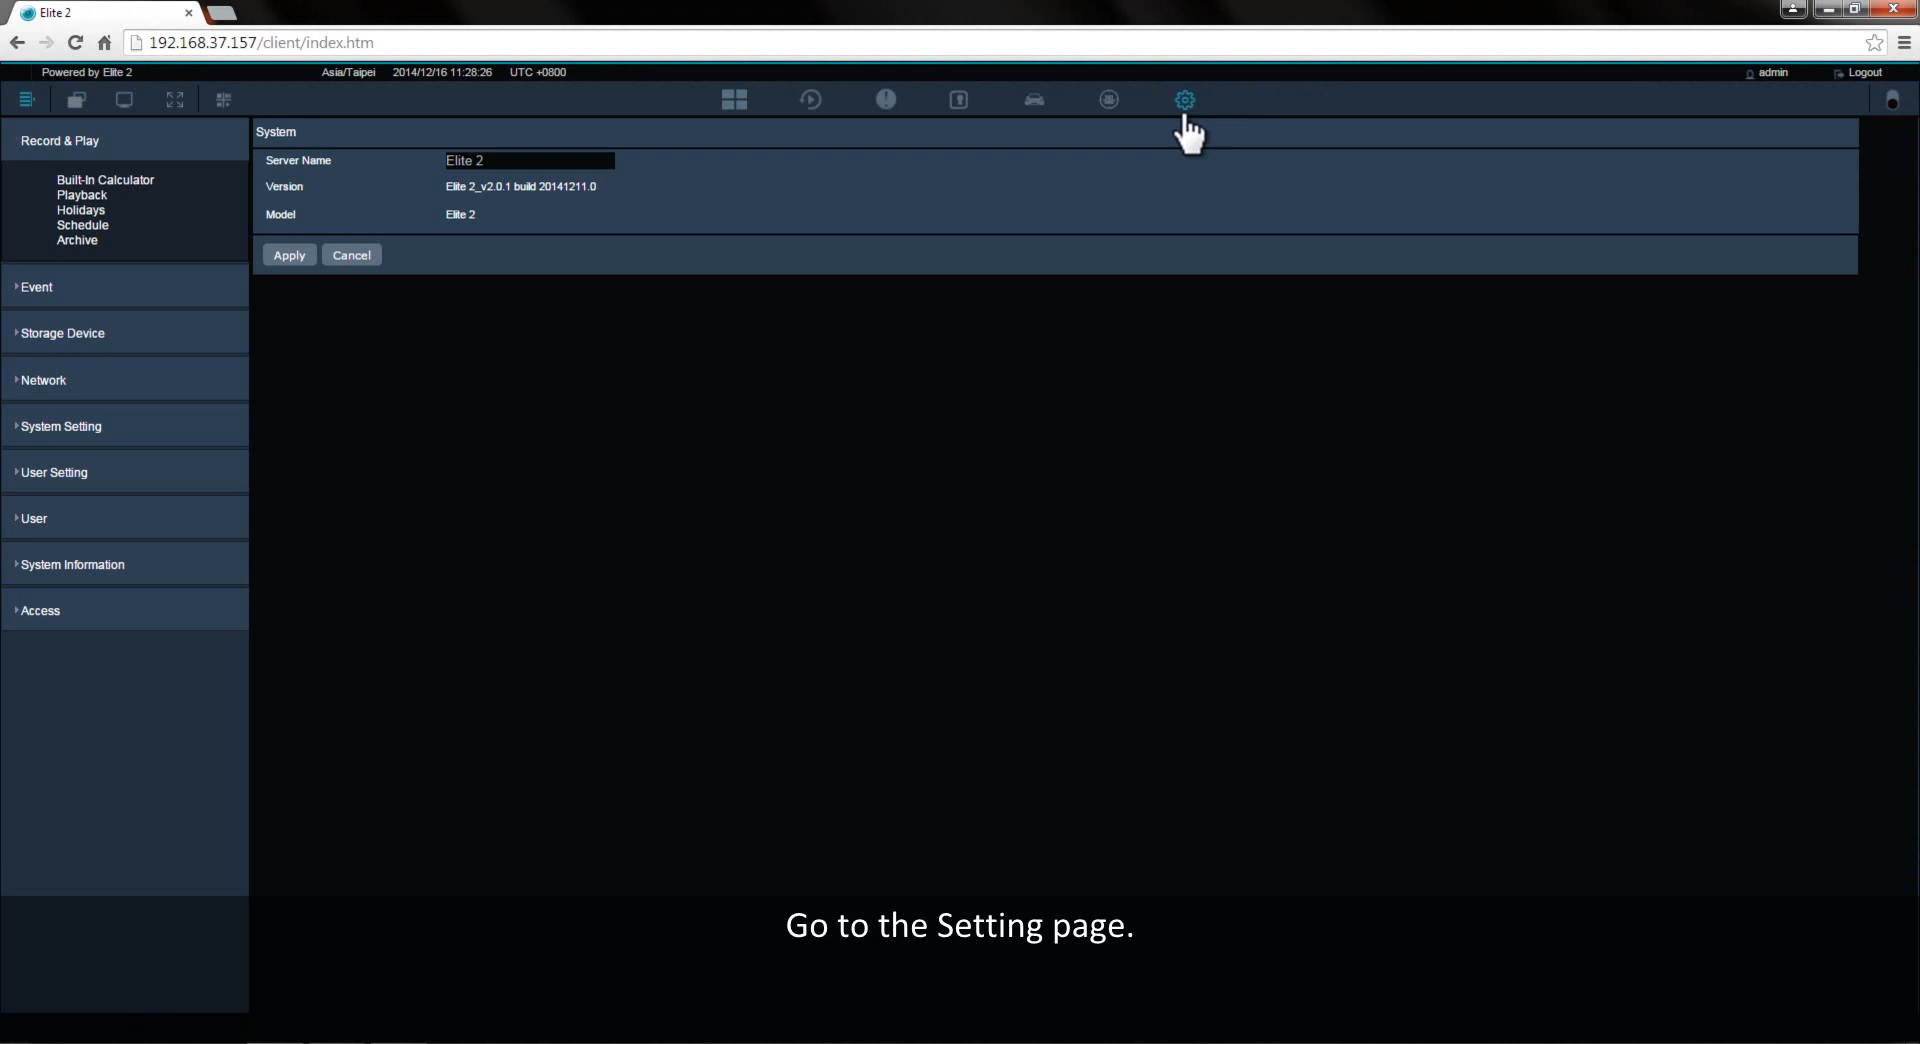 Elite 2
192.168.37.157/client/index.htm
Powered by Elite 2 Asia/Taipei 2014/12/16 11:28:26 UTC +0800 admin Logout
Record & Play
Built-In Calculator
Playback
Holidays
Schedule
Archive
Event
Storage Device
Network
System Setting
User Setting
User
System Information
Access
System
Server Name Elite 2
Version Elite 2_v2.0.1 build 20141211.0
Model Elite 2
Apply Cancel
Go to the Setting page.